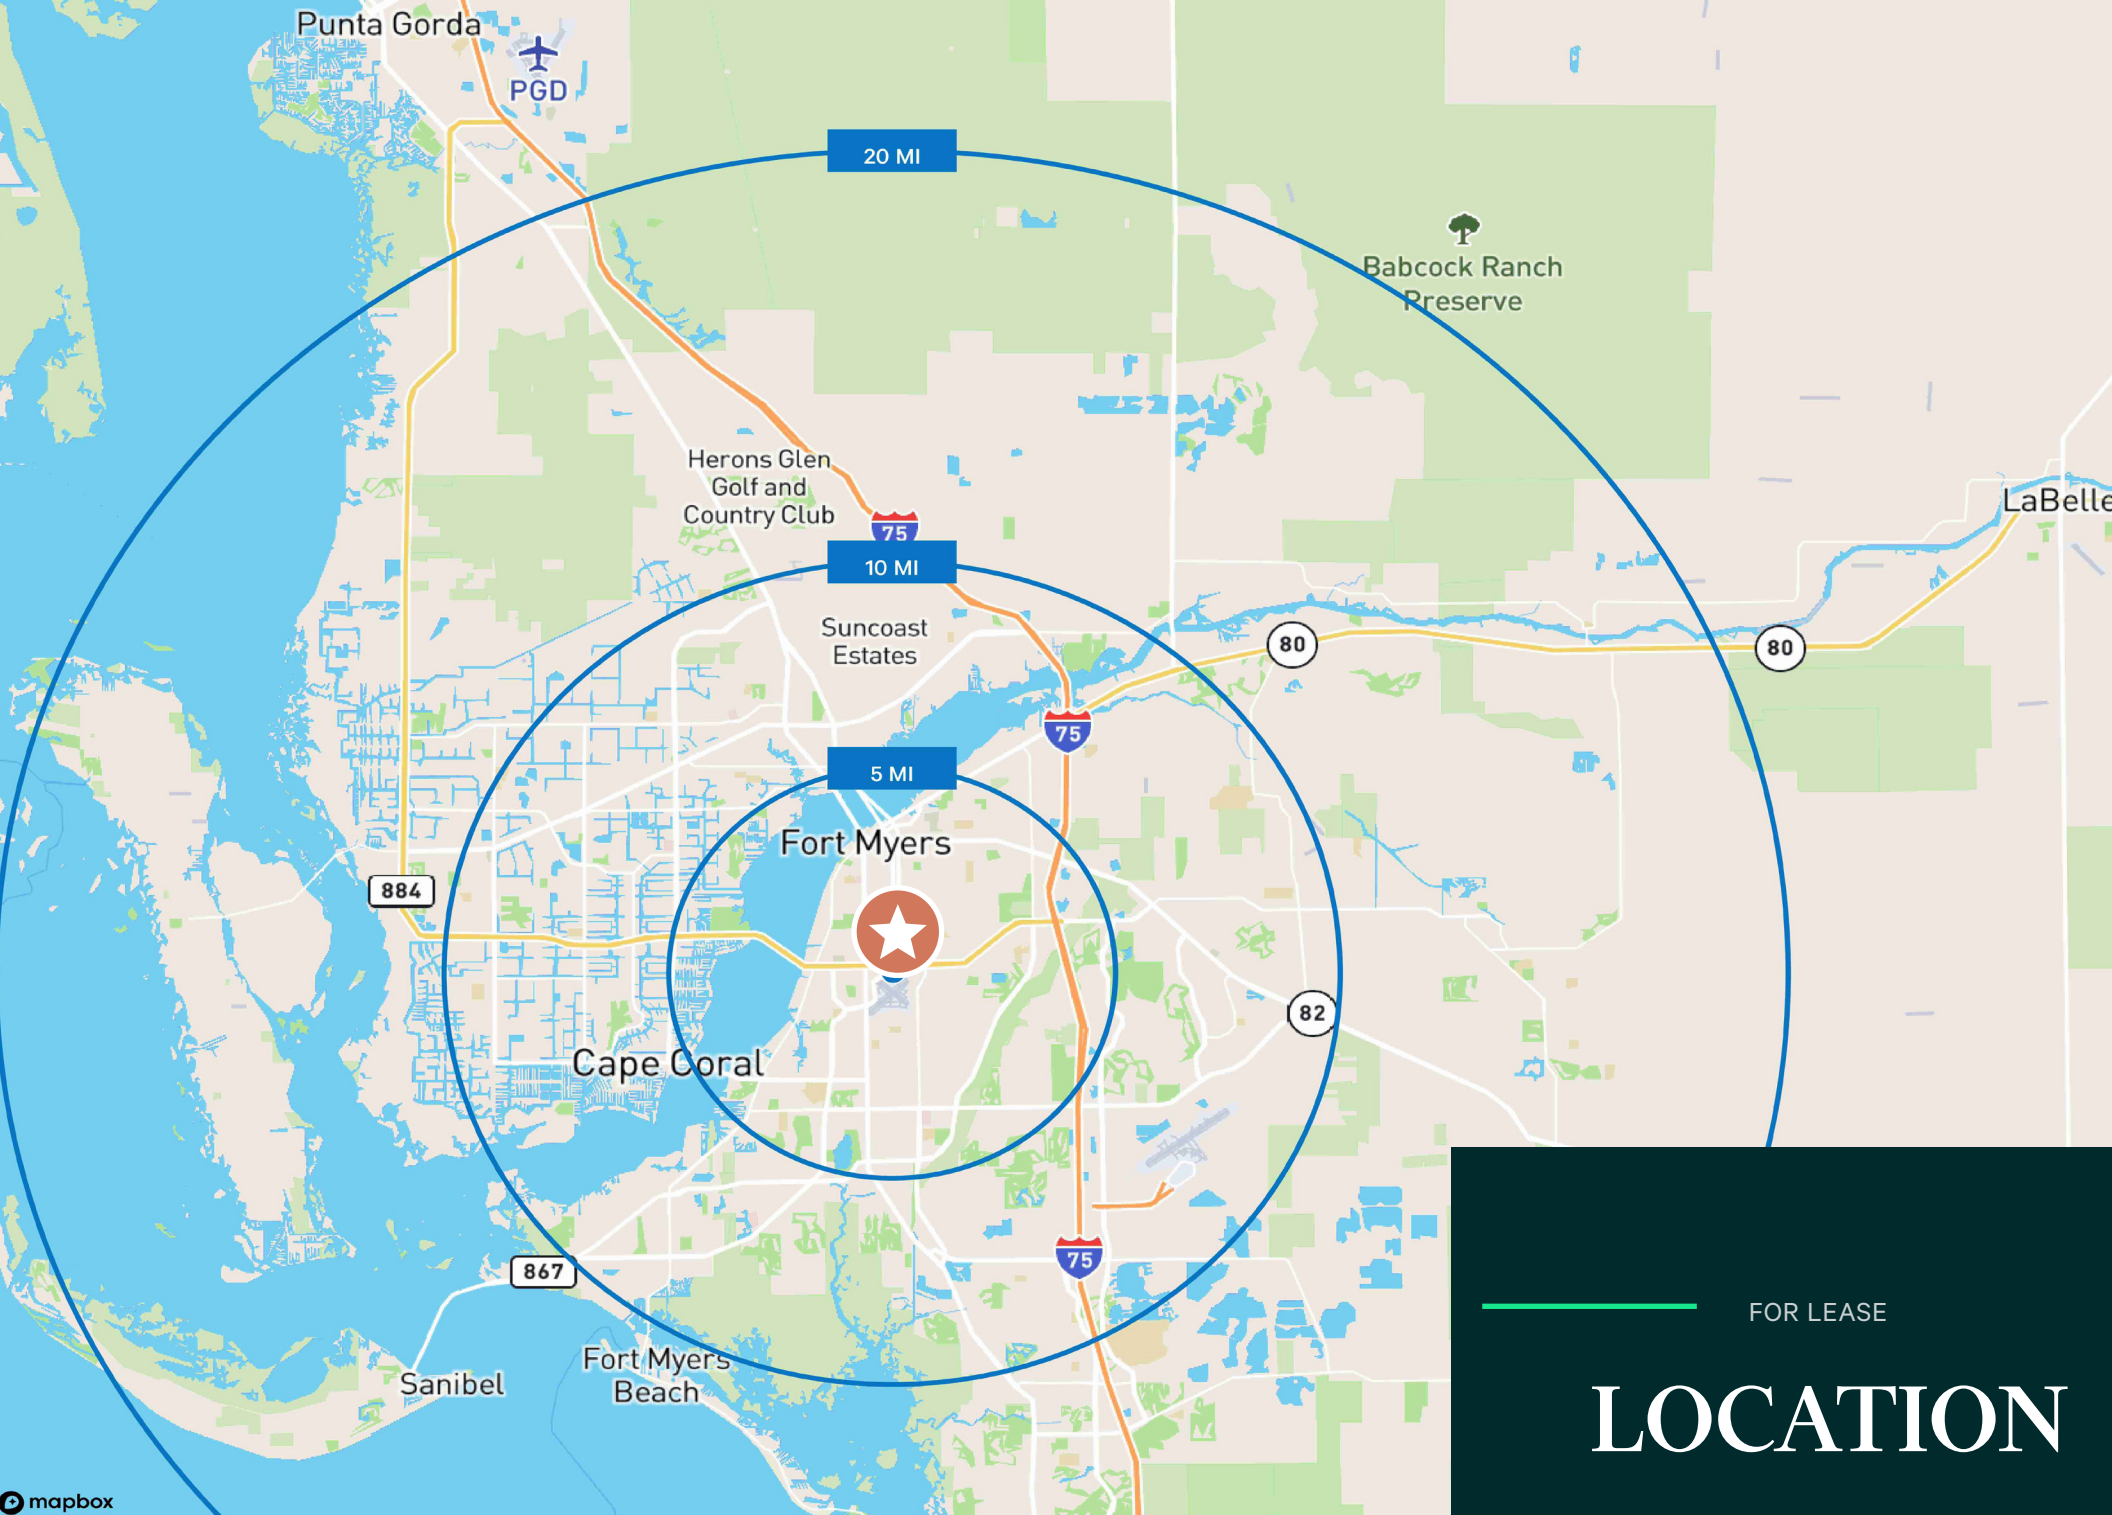 Punta Gorda
PGD
20 MI
Babcock Ranch
Preserve
Herons Glen
Golf and
Country Club
75
10 MI
LaBelle
Suncoast
Estates
80
80
75
5 MI
Fort Myers
884
82
Cape Coral
75
867
Fort Myers
Beach
Sanibel
FOR LEASE
LOCATION
mapbox